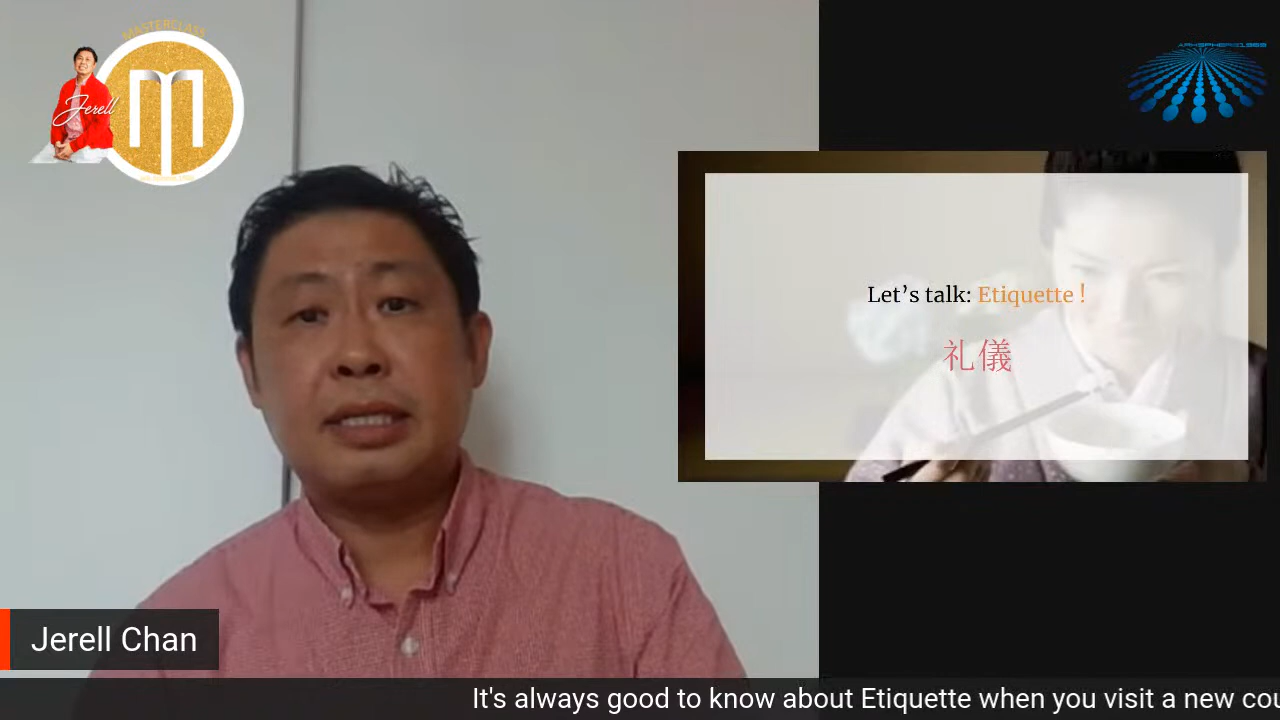 MASTERCLASS
Jerell
Let’s talk: Etiquette !
礼儀
Jerell Chan
It's always good to know about Etiquette when you visit a new cou